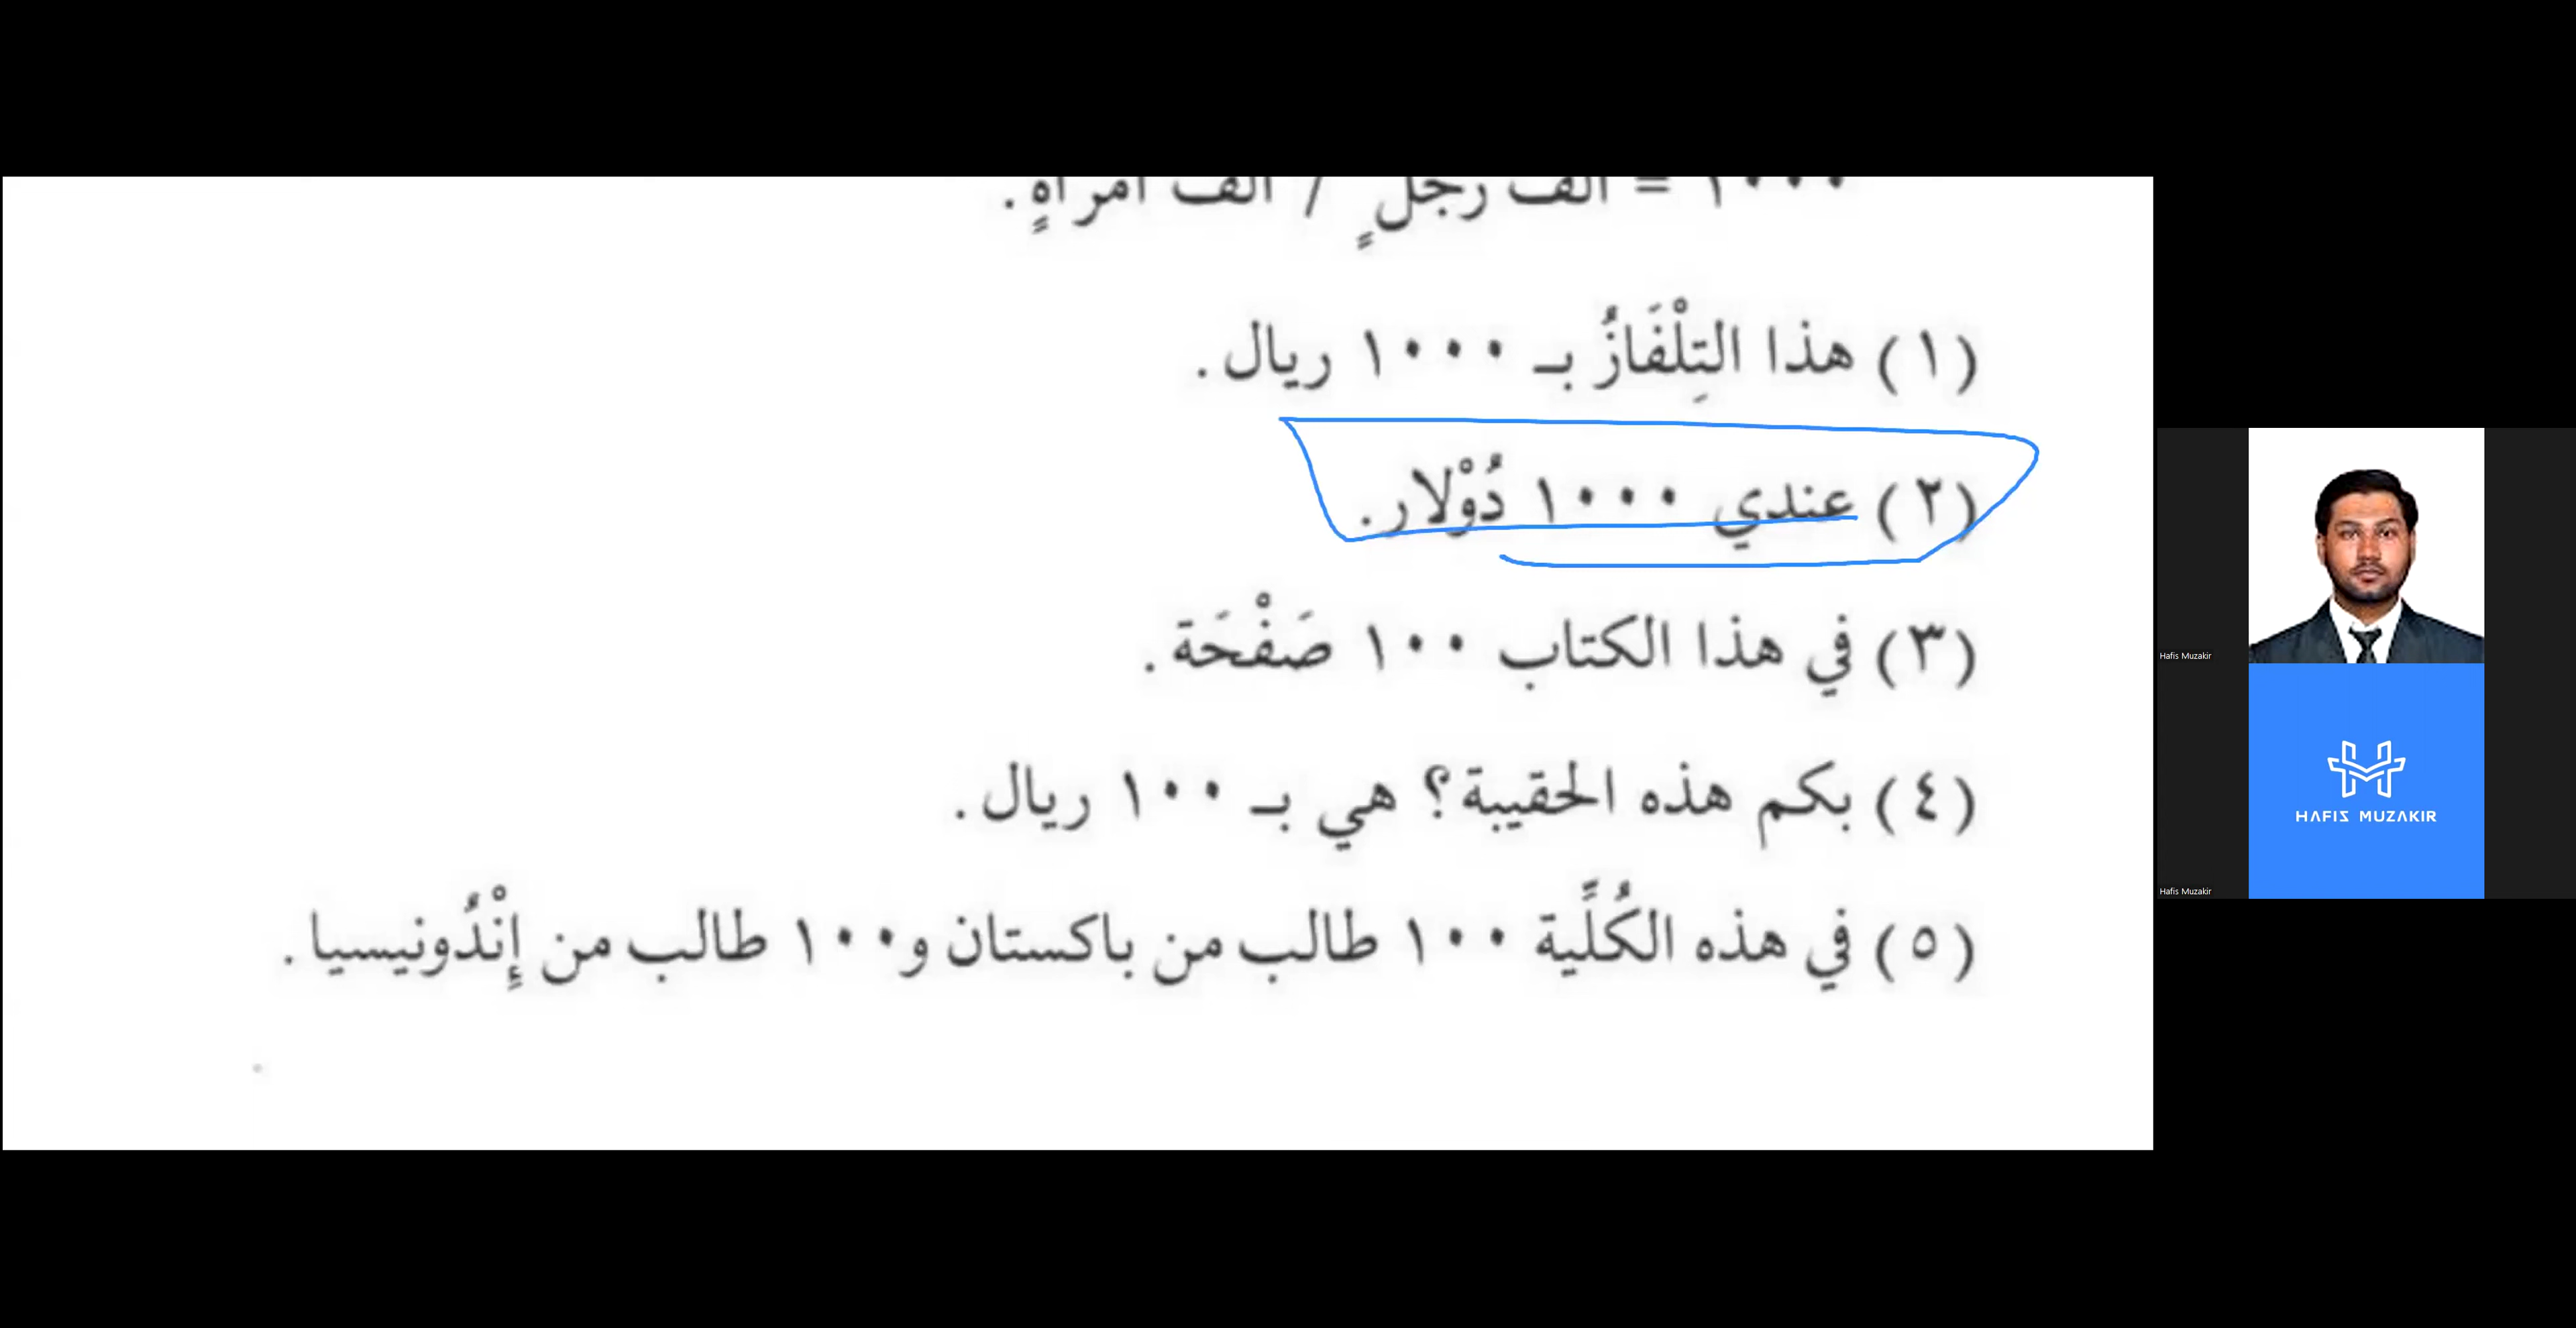 ١٠٠٠ = ألف رجلٍ / ألف امرأةٍ.
(١) هذا التِلْفَازُ بـ ١٠٠٠ ريال.
(٢) عندي ١٠٠٠ دُوْلار.
(٣) في هذا الكتاب ١٠٠ صَفْحَة.
(٤) بكم هذه الحقيبة؟ هي بـ ١٠٠ ريال.
(٥) في هذه الكُلِّية ١٠٠ طالب من باكستان و١٠٠ طالب من إِنْدُونيسيا.
Hafis Muzakir
HAFIS MUZAKIR
Hafis Muzakir